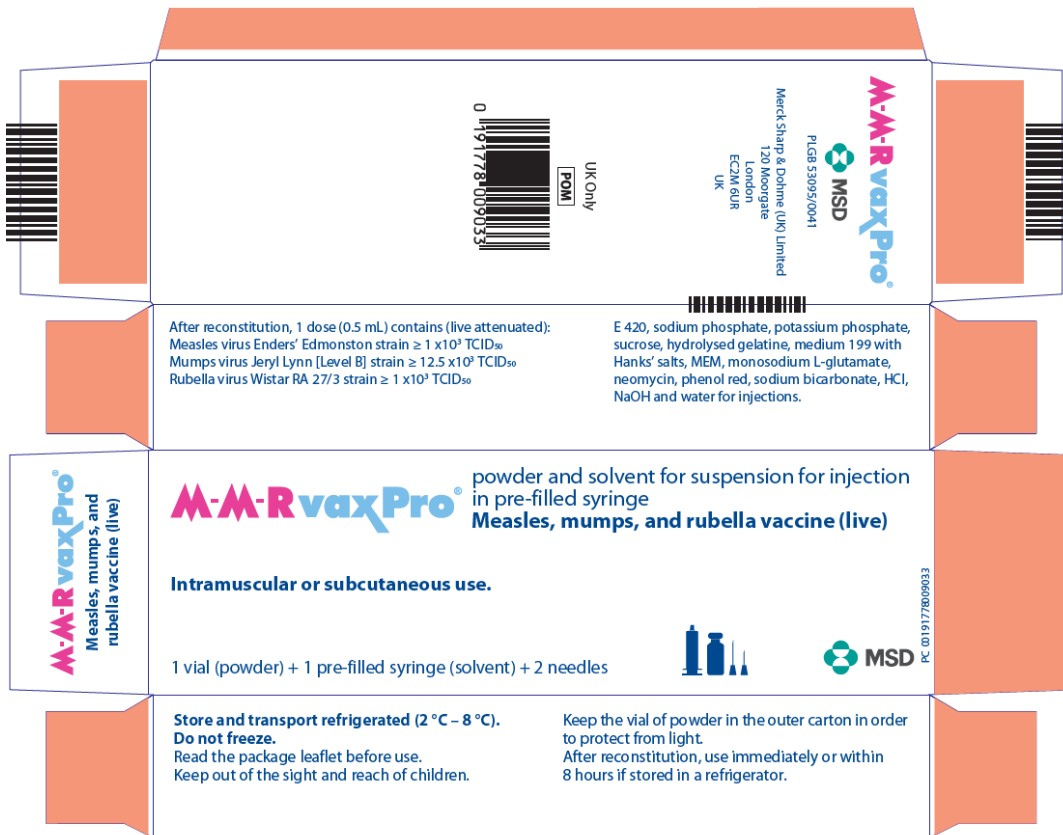 M-M-R vaxPro®
MSD
PLGB 53095/0041
Merck Sharp & Dohme (UK) Limited
120 Moorgate
London
EC2M 6UR
UK
UK Only
POM
0 191778 009033
After reconstitution, 1 dose (0.5 mL) contains (live attenuated):
Measles virus Enders’ Edmonston strain ≥ 1 x10³ TCID₅₀
Mumps virus Jeryl Lynn [Level B] strain ≥ 12.5 x10³ TCID₅₀
Rubella virus Wistar RA 27/3 strain ≥ 1 x10³ TCID₅₀
E 420, sodium phosphate, potassium phosphate,
sucrose, hydrolysed gelatine, medium 199 with
Hanks’ salts, MEM, monosodium L-glutamate,
neomycin, phenol red, sodium bicarbonate, HCl,
NaOH and water for injections.
M-M-R vaxPro®
Measles, mumps, and
rubella vaccine (live)
M-M-R vaxPro®
powder and solvent for suspension for injection
in pre-filled syringe
Measles, mumps, and rubella vaccine (live)
Intramuscular or subcutaneous use.
1 vial (powder) + 1 pre-filled syringe (solvent) + 2 needles
MSD
PC 00191778009033
Store and transport refrigerated (2 °C – 8 °C).
Do not freeze.
Read the package leaflet before use.
Keep out of the sight and reach of children.
Keep the vial of powder in the outer carton in order
to protect from light.
After reconstitution, use immediately or within
8 hours if stored in a refrigerator.